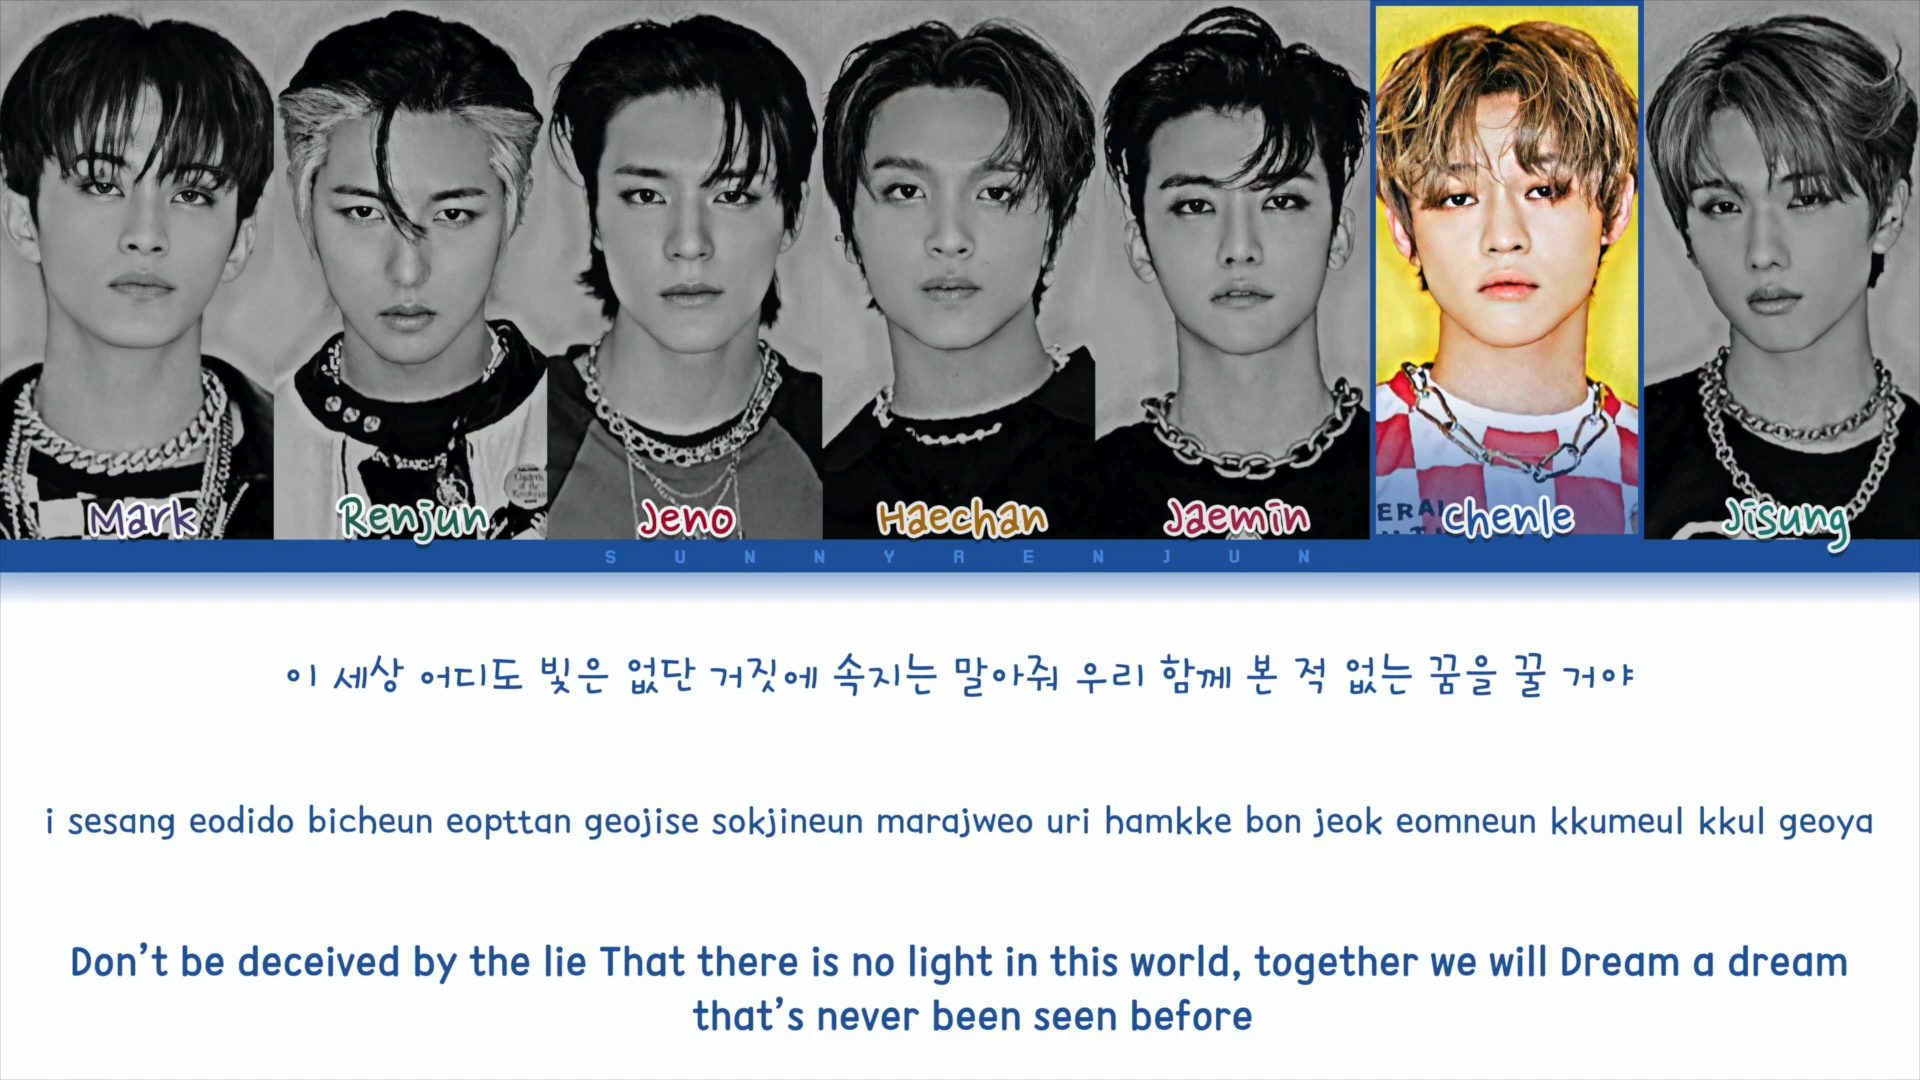 Mark Renjun Jeno Haechan Jaemin chenle Jisung
SUNNYRENJUN
이 세상 어디도 빛은 없단 거짓에 속지는 말아줘 우리 함께 본 적 없는 꿈을 꿀 거야
i sesang eodido bicheun eopttan geojise sokjineun marajweo uri hamkke bon jeok eomneun kkumeul kkul geoya
Don't be deceived by the lie That there is no light in this world, together we will Dream a dream
that's never been seen before